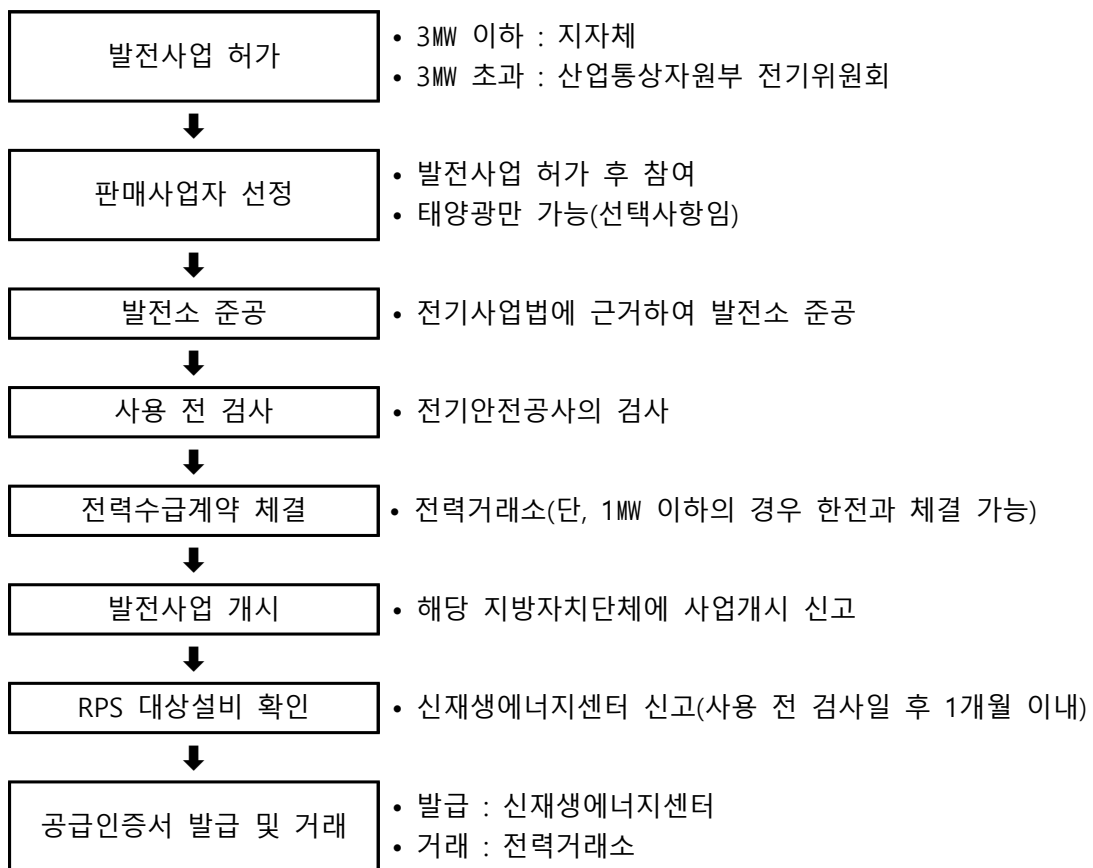 발전사업 허가
• 3㎿ 이하 : 지자체
• 3㎿ 초과 : 산업통상자원부 전기위원회
판매사업자 선정
• 발전사업 허가 후 참여
• 태양광만 가능(선택사항임)
발전소 준공
• 전기사업법에 근거하여 발전소 준공
사용 전 검사
• 전기안전공사의 검사
전력수급계약 체결
• 전력거래소(단, 1㎿ 이하의 경우 한전과 체결 가능)
발전사업 개시
• 해당 지방자치단체에 사업개시 신고
RPS 대상설비 확인
• 신재생에너지센터 신고(사용 전 검사일 후 1개월 이내)
공급인증서 발급 및 거래
• 발급 : 신재생에너지센터
• 거래 : 전력거래소